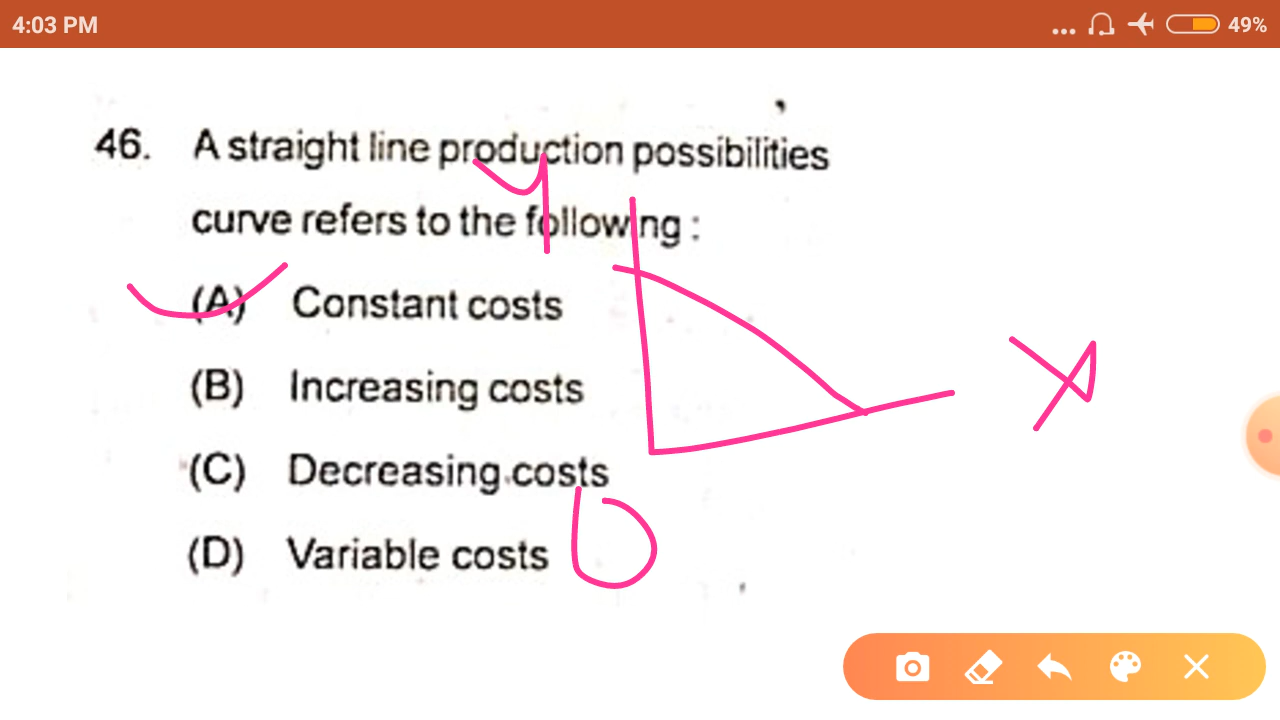 4:03 PM
... 49%
46. A straight line production possibilities
curve refers to the following :
(A) Constant costs
(B) Increasing costs
(C) Decreasing costs
(D) Variable costs
y
x
0